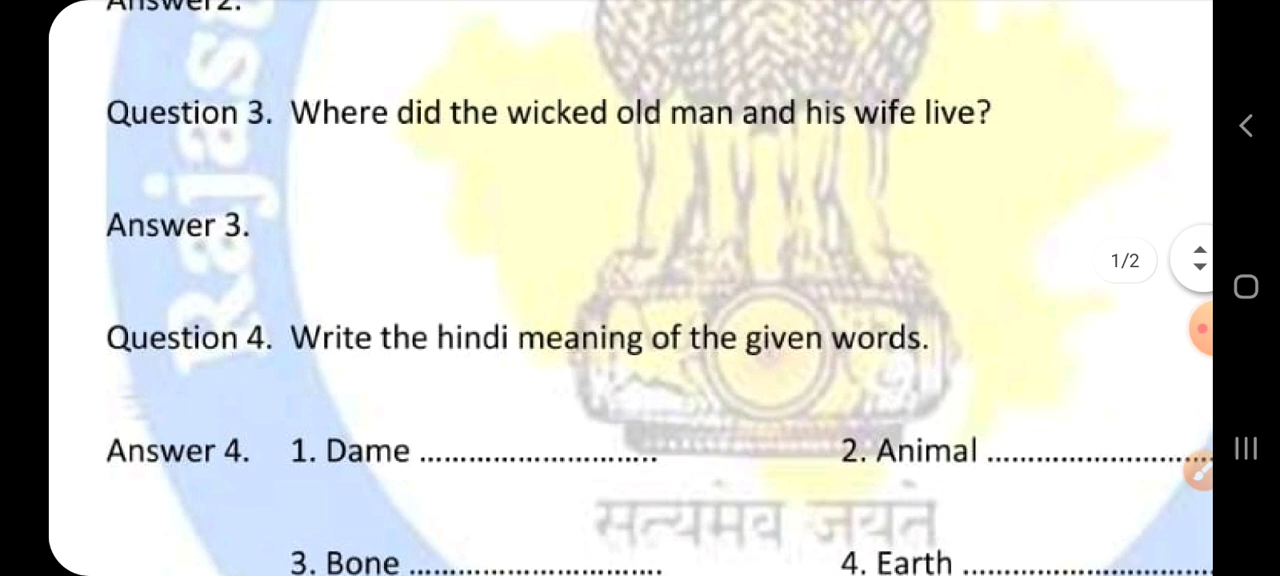 Answer2.
Question 3. Where did the wicked old man and his wife live?
Answer 3.
1/2
Question 4. Write the hindi meaning of the given words.
Answer 4. 1. Dame ............................. 2. Animal ............................
सत्यमेव जयते
3. Bone ............................... 4. Earth ...............................
Rajas